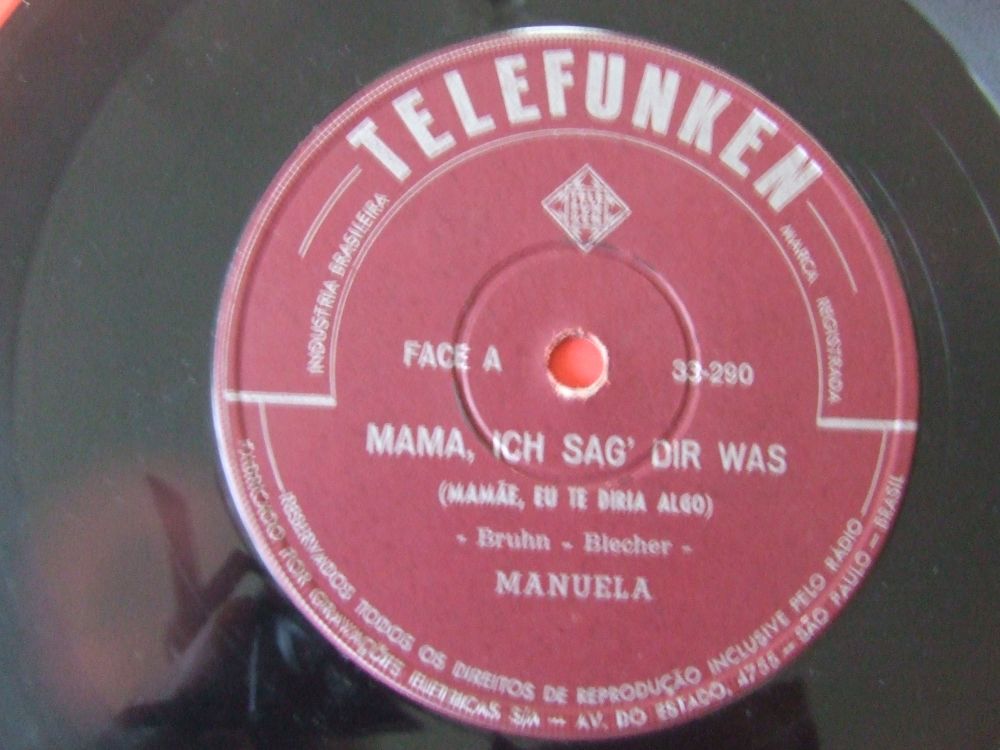 TELEFUNKEN
INDUSTRIA BRASILEIRA
MARCA REGISTRADA
FACE A
33-290
MAMA, ICH SAG' DIR WAS
(MAMÃE, EU TE DIRIA ALGO)
- Bruhn - Blecher -
MANUELA
RESERVADOS TODOS OS DIREITOS DE REPRODUÇÃO INCLUSIVE PELO RÁDIO
FABRICADO POR GRAVAÇÕES ELÉTRICAS S/A — AV. DO ESTADO, 4755 — SÃO PAULO — BRASIL